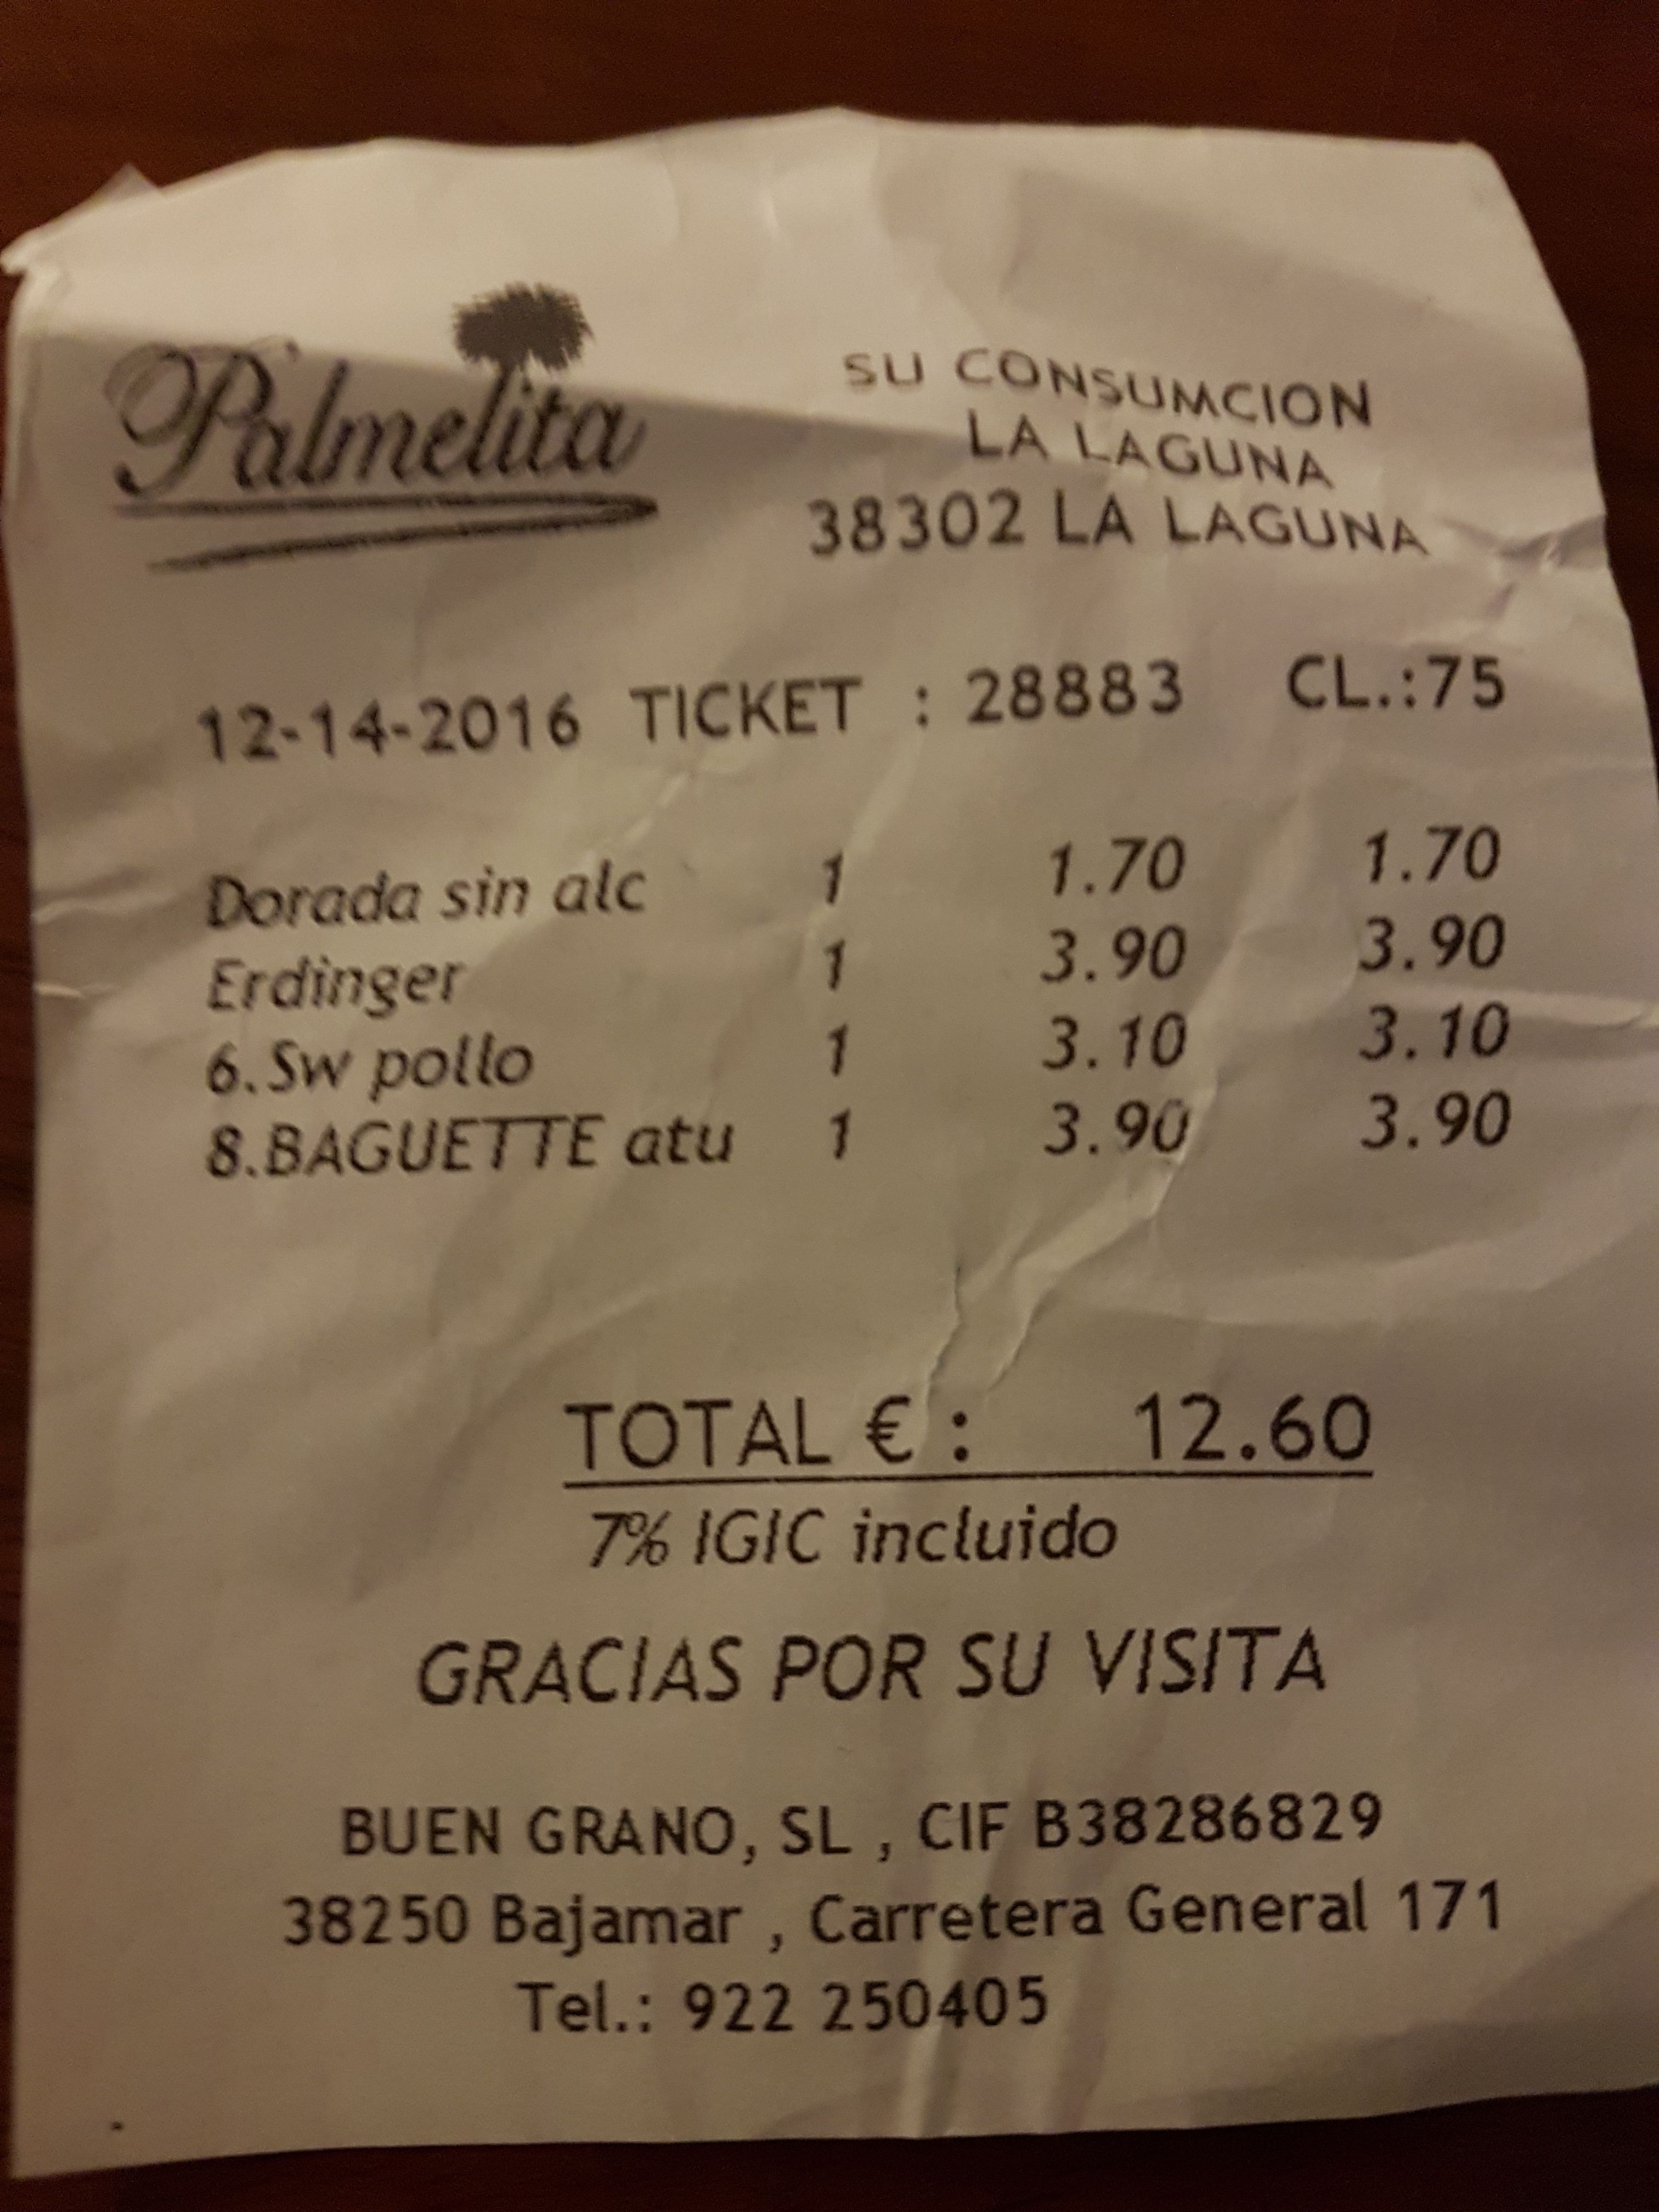 Palmelita
SU CONSUMCION
LA LAGUNA
38302 LA LAGUNA
12-14-2016 TICKET : 28883 CL.:75
Dorada sin alc 1 1.70 1.70
Erdinger 1 3.90 3.90
6.Sw pollo 1 3.10 3.10
8.BAGUETTE atu 1 3.90 3.90
TOTAL € : 12.60
7% IGIC incluido
GRACIAS POR SU VISITA
BUEN GRANO, SL , CIF B38286829
38250 Bajamar , Carretera General 171
Tel.: 922 250405